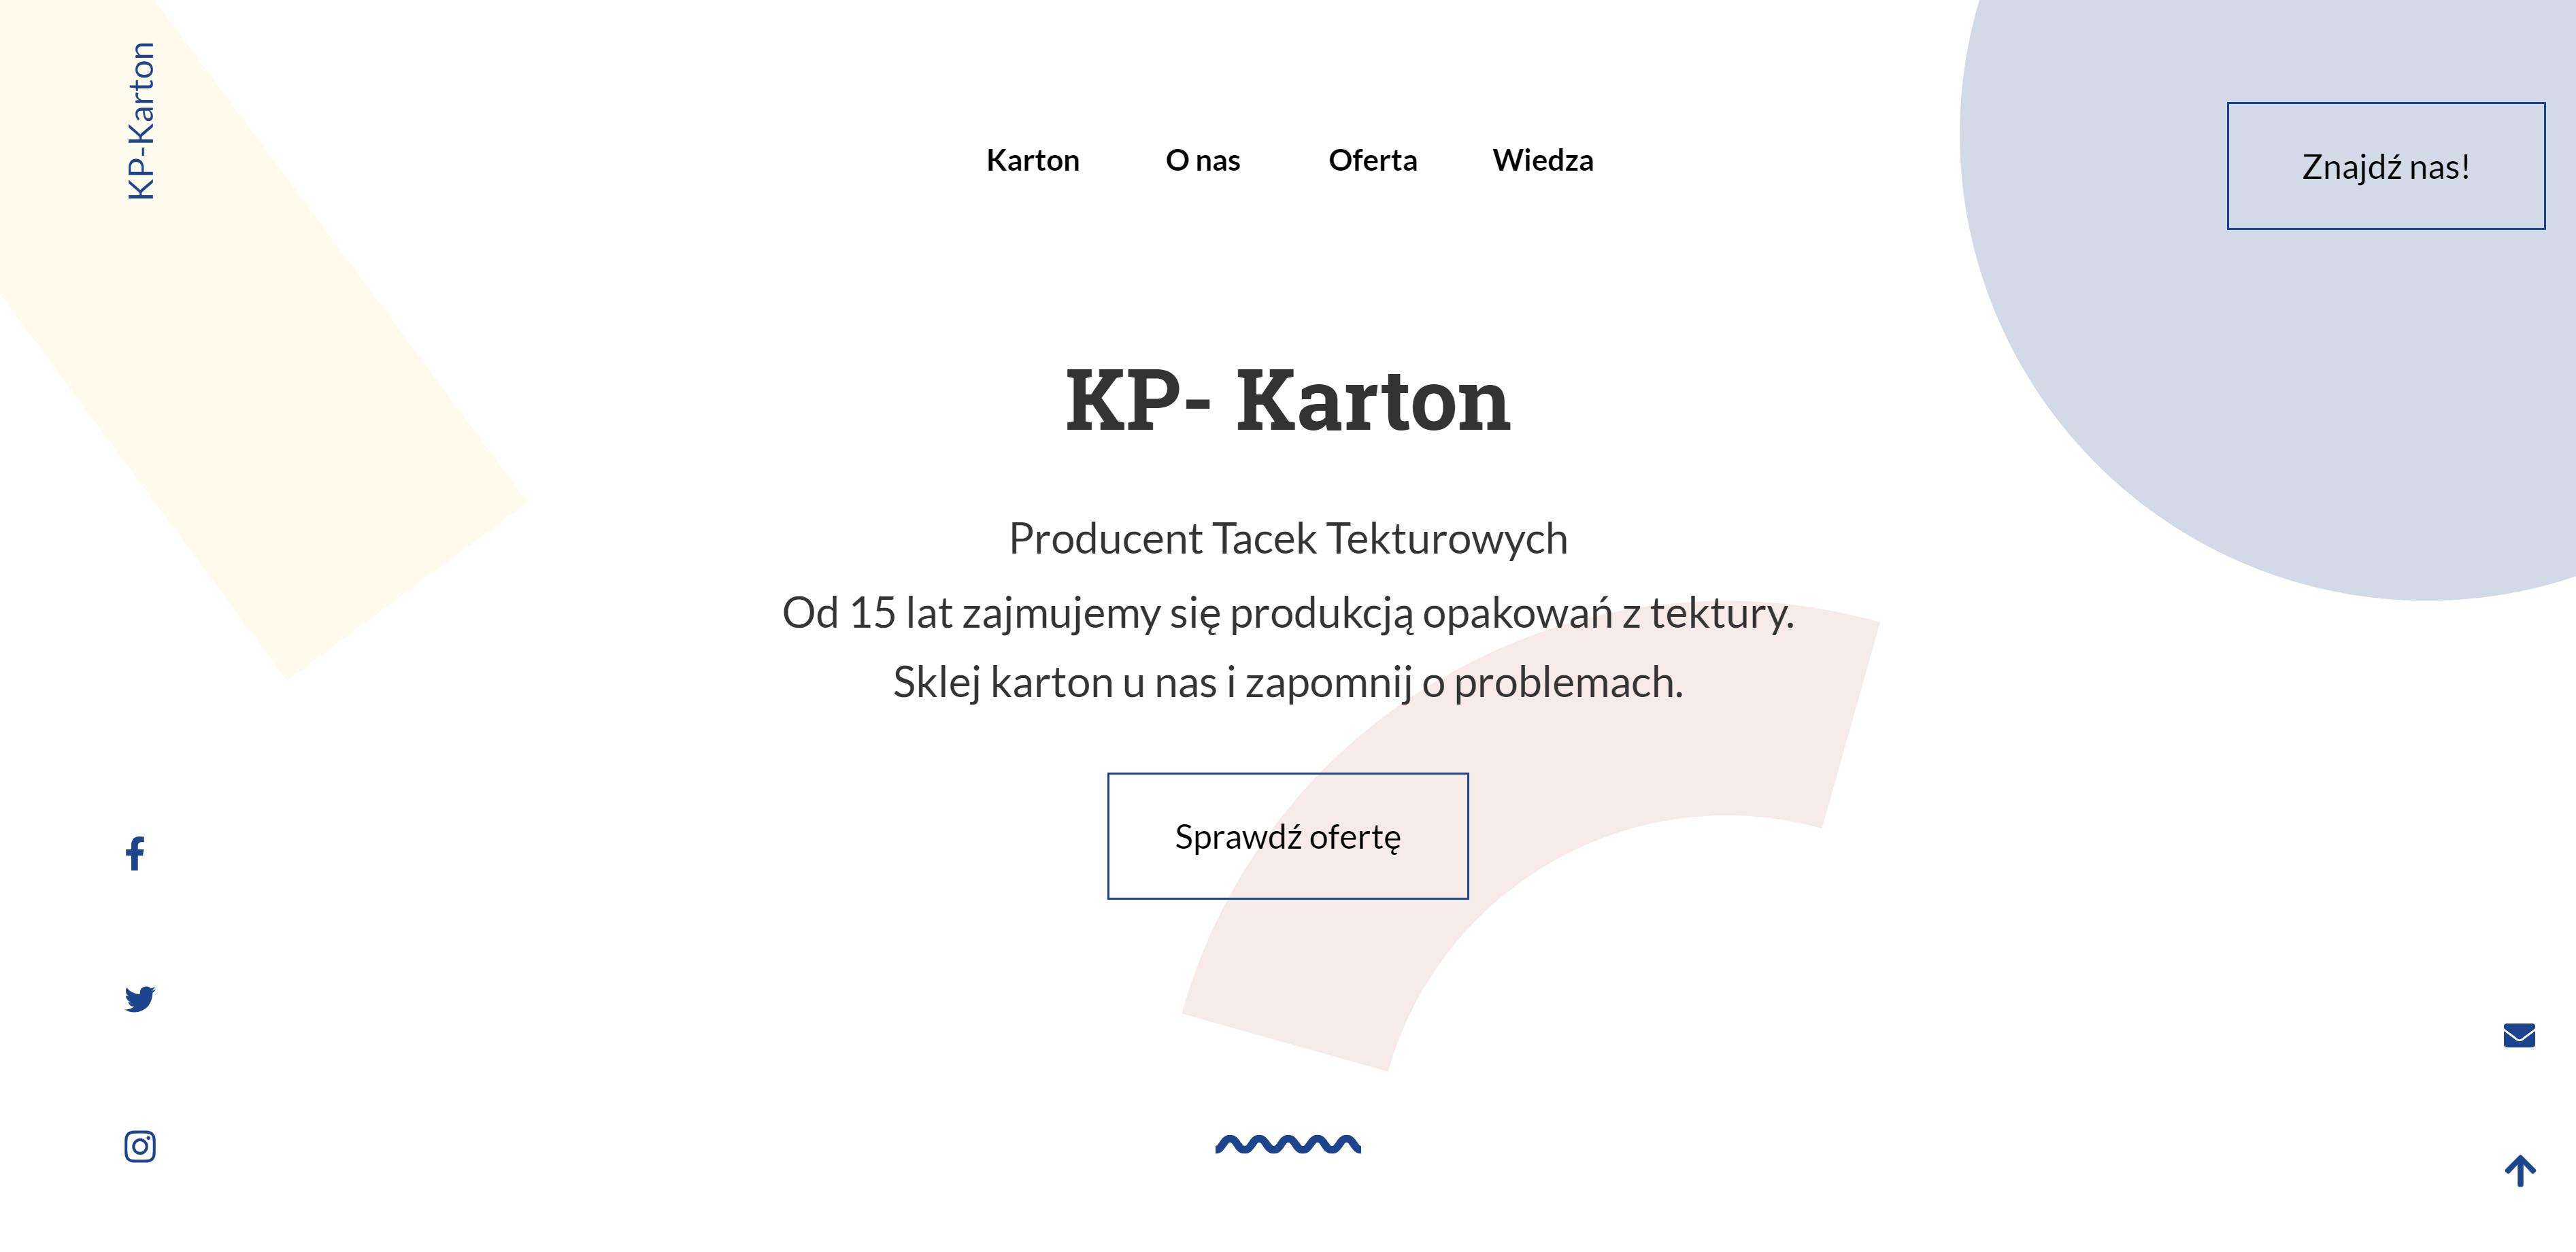 KP-Karton
Karton
O nas
Oferta
Wiedza
Znajdź nas!
KP- Karton
Producent Tacek Tekturowych
Od 15 lat zajmujemy się produkcją opakowań z tektury.
Sklej karton u nas i zapomnij o problemach.
Sprawdź ofertę